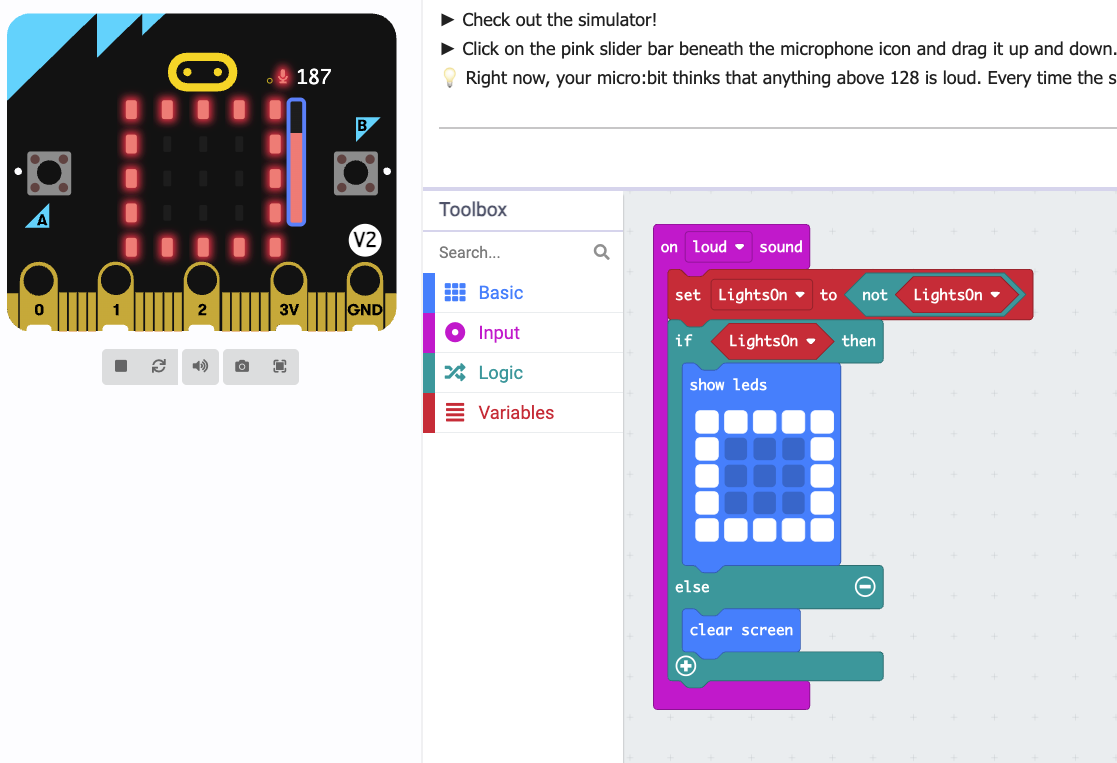 ► Check out the simulator!
► Click on the pink slider bar beneath the microphone icon and drag it up and down.
💡 Right now, your micro:bit thinks that anything above 128 is loud. Every time the s
187
B
A
V2
0 1 2 3V GND
Toolbox
Search...
Basic
Input
Logic
Variables
on loud sound
set LightsOn to not LightsOn
if LightsOn then
show leds
else
clear screen